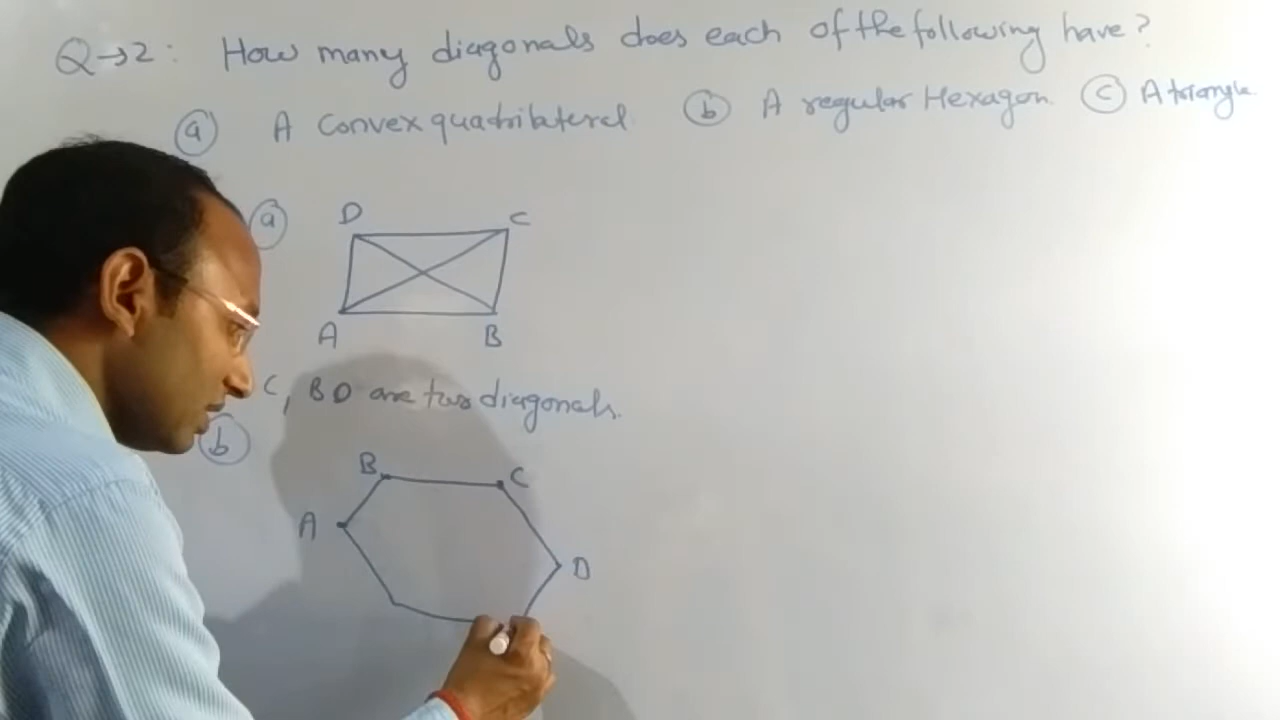 Q→2: How many diagonals does each of the following have?
(a) A Convex quadrilateral (b) A regular Hexagon (c) A triangle
(a)
D C
A B
C, BD are two diagonals.
(b)
B C
A
D